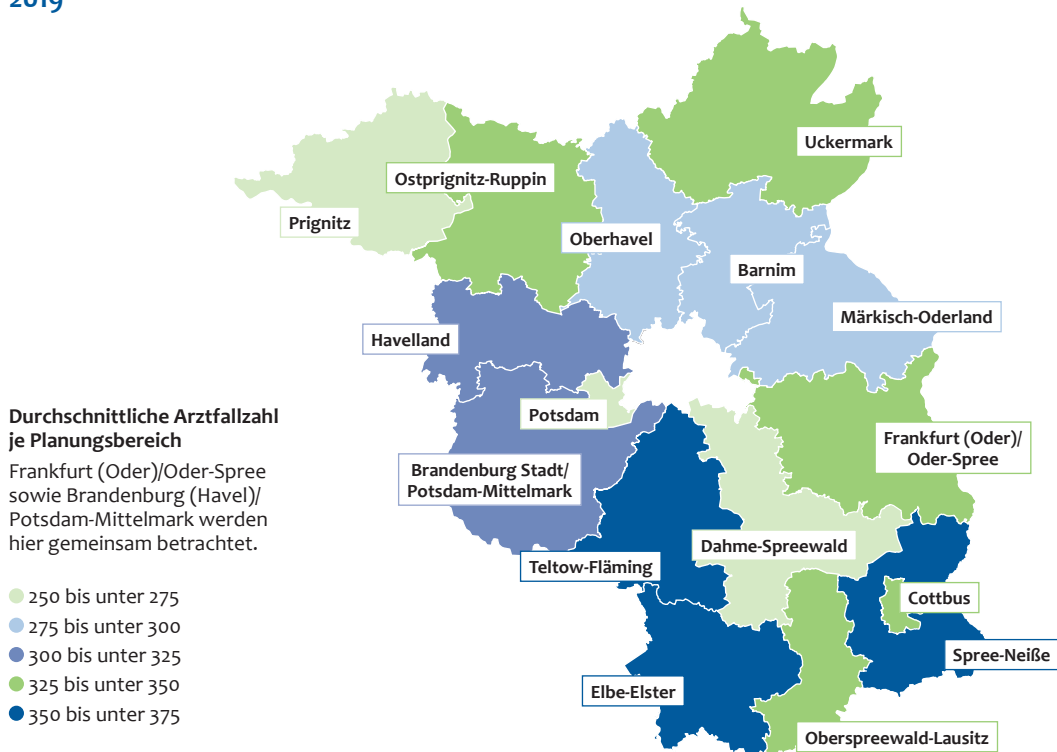 2019
Uckermark
Ostprignitz-Ruppin
Prignitz
Oberhavel
Barnim
Märkisch-Oderland
Havelland
Potsdam
Frankfurt (Oder)/
Oder-Spree
Brandenburg Stadt/
Potsdam-Mittelmark
Dahme-Spreewald
Teltow-Fläming
Cottbus
Spree-Neiße
Elbe-Elster
Oberspreewald-Lausitz
Durchschnittliche Arztfallzahl
je Planungsbereich
Frankfurt (Oder)/Oder-Spree
sowie Brandenburg (Havel)/
Potsdam-Mittelmark werden
hier gemeinsam betrachtet.
250 bis unter 275
275 bis unter 300
300 bis unter 325
325 bis unter 350
350 bis unter 375